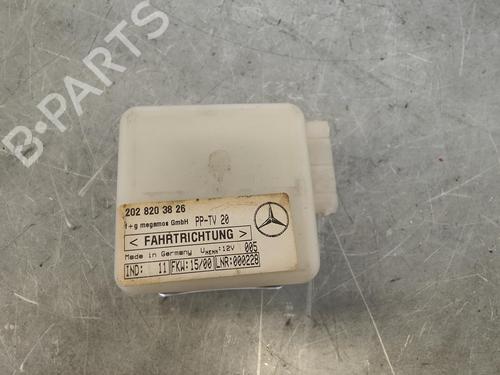 B-PARTS
202 820 38 26
f+g megamos GmbH PP-TV 20
< FAHRTRICHTUNG >
Made in Germany UNENN:12V 005
IND: 11 FKW:15/00 LNR:000228